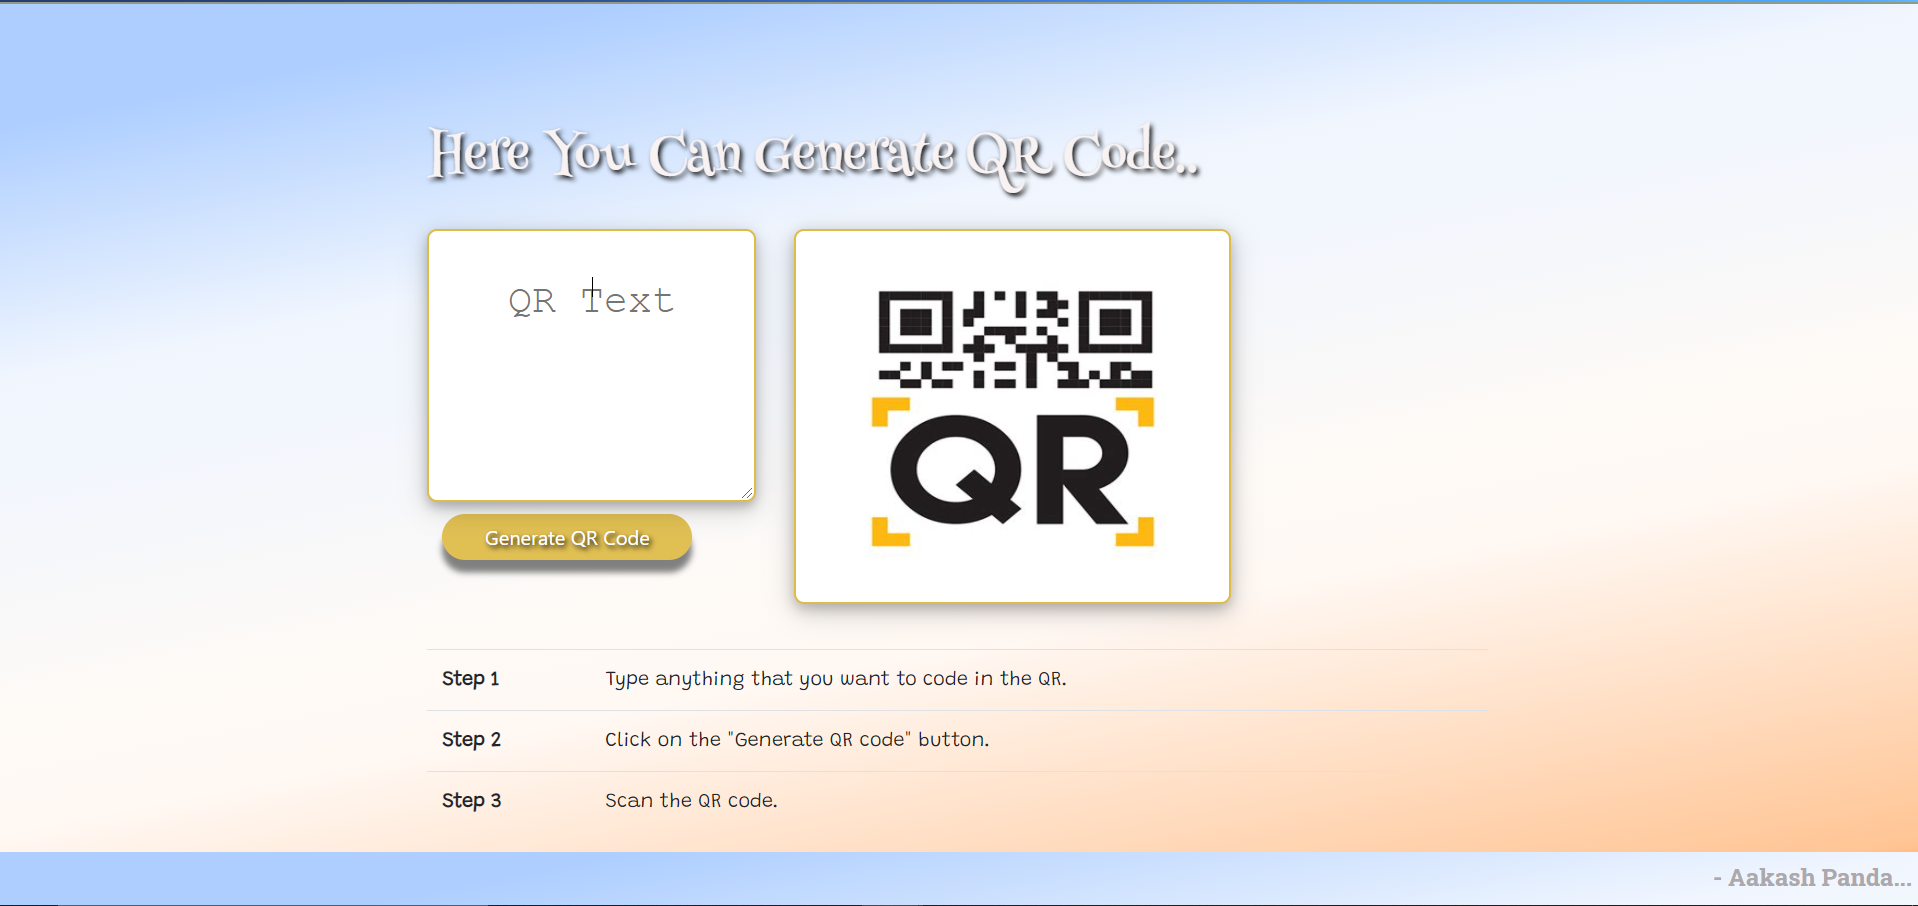 Here You Can Generate QR Code..
QR Text
QR
Generate QR Code
Step 1 Type anything that you want to code in the QR.
Step 2 Click on the "Generate QR code" button.
Step 3 Scan the QR code.
- Aakash Panda...